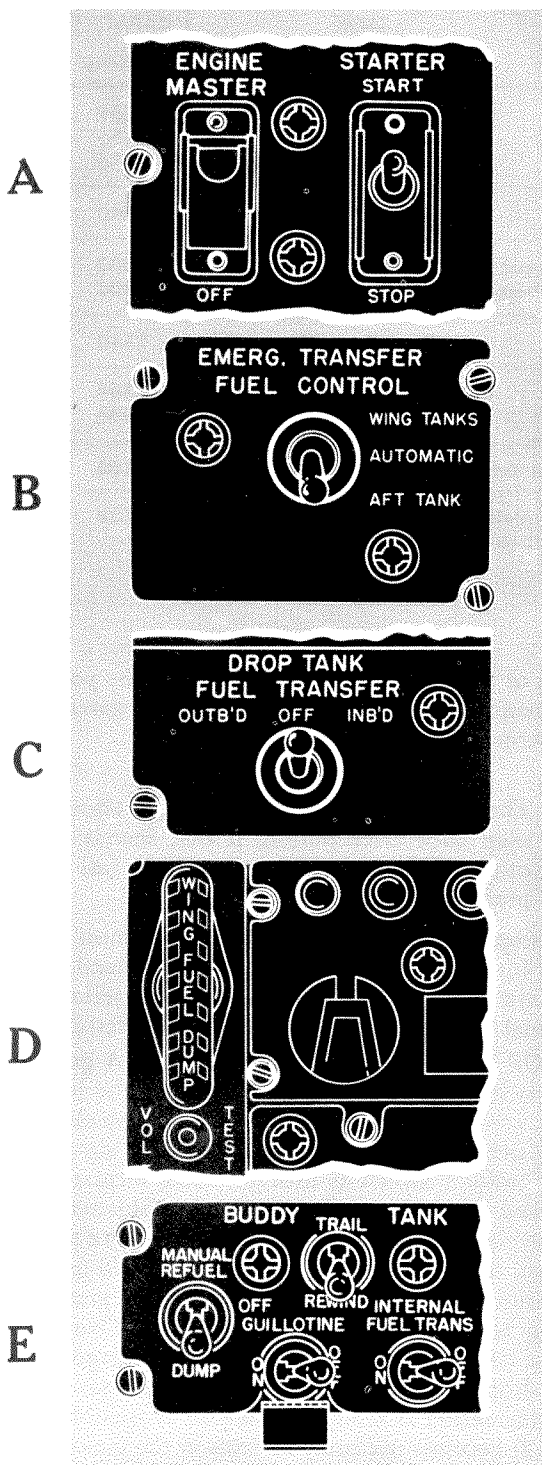 A
ENGINE MASTER
OFF
STARTER
START
STOP
B
EMERG. TRANSFER
FUEL CONTROL
WING TANKS
AUTOMATIC
AFT TANK
C
DROP TANK
FUEL TRANSFER
OUTB'D OFF INB'D
D
WING FUEL DUMP
VOL TEST
E
BUDDY TANK
TRAIL
REWIND
MANUAL
REFUEL
OFF
DUMP
GUILLOTINE
ON OFF
INTERNAL
FUEL TRANS
ON OFF